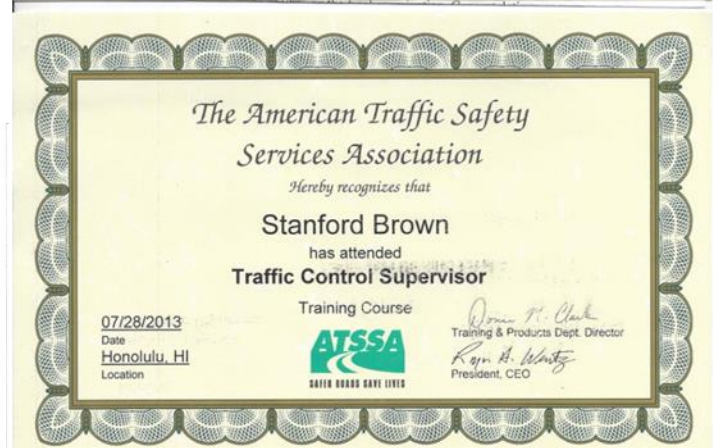 The American Traffic Safety
Services Association
Hereby recognizes that
Stanford Brown
has attended
Traffic Control Supervisor
Training Course
07/28/2013
Date
Honolulu, HI
Location
ATSSA
SAFER ROADS SAVE LIVES
Training & Products Dept. Director
President, CEO